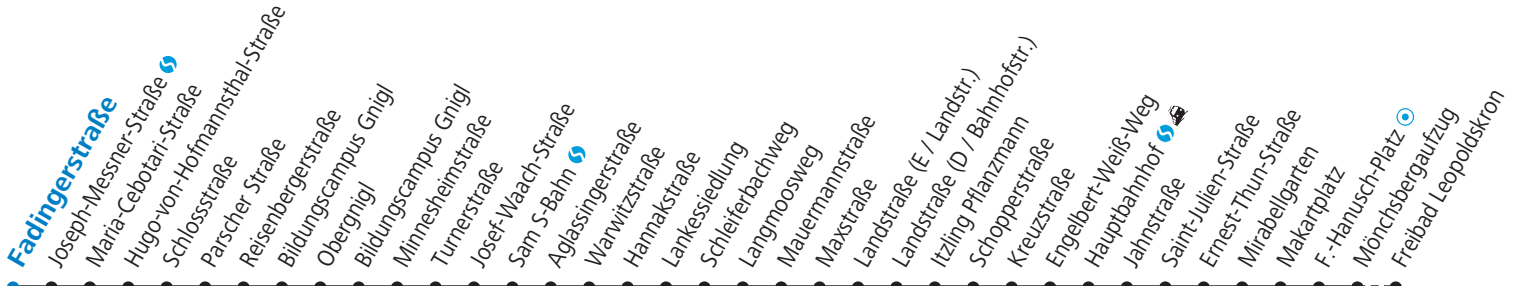 Fadingerstraße
Joseph-Messner-Straße
Maria-Cebotari-Straße
Hugo-von-Hofmannsthal-Straße
Schlossstraße
Parscher Straße
Reisenbergerstraße
Bildungscampus Gnigl
Obergnigl
Bildungscampus Gnigl
Minnesheimstraße
Turnerstraße
Josef-Waach-Straße
Sam S-Bahn
Aglassingerstraße
Warwitzstraße
Hannakstraße
Lankessiedlung
Schleiferbachweg
Langmoosweg
Mauermannstraße
Maxstraße
Landstraße (E / Landstr.)
Landstraße (D / Bahnhofstr.)
Itzling Pflanzmann
Schopperstraße
Kreuzstraße
Engelbert-Weiß-Weg
Hauptbahnhof
Jahnstraße
Saint-Julien-Straße
Ernest-Thun-Straße
Mirabellgarten
Makartplatz
F.-Hanusch-Platz
Mönchsbergaufzug
Freibad Leopoldskron